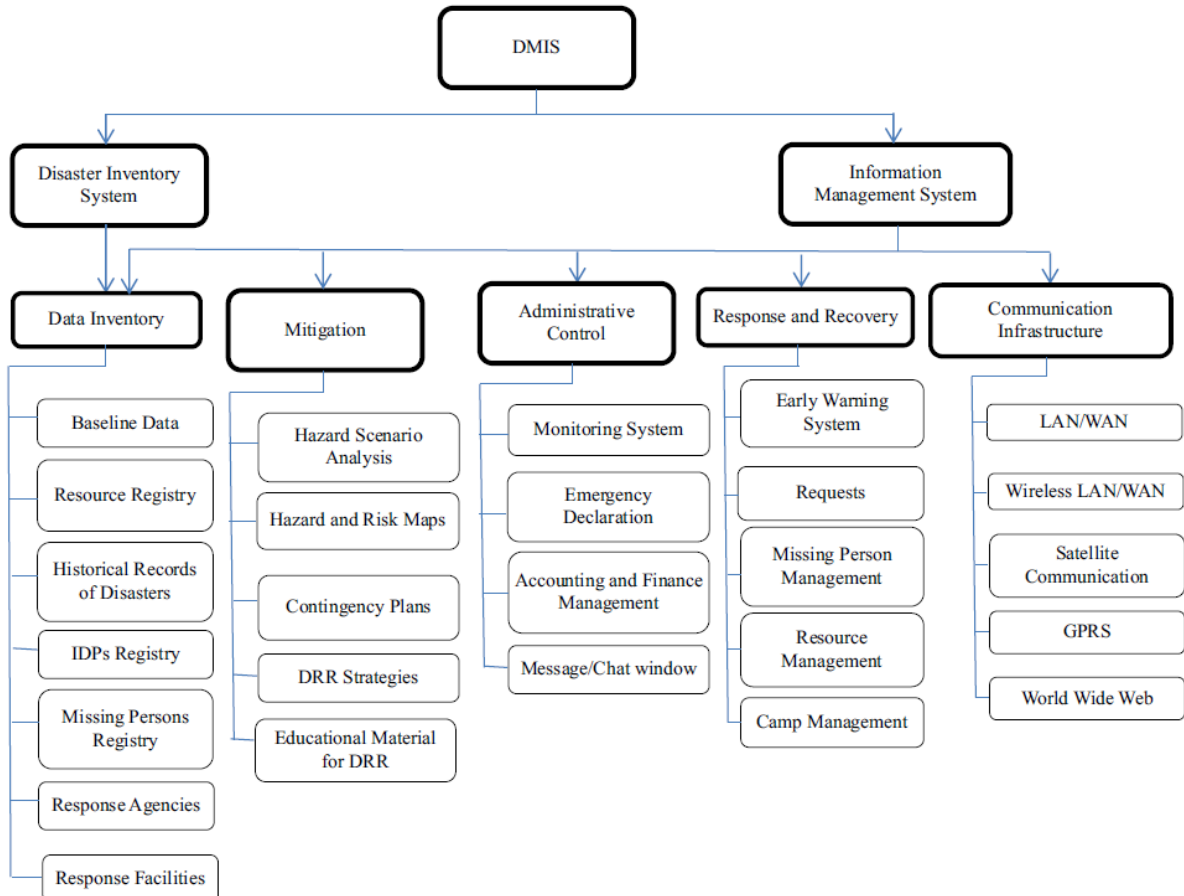 DMIS
Disaster Inventory
System
Information
Management System
Data Inventory
Mitigation
Administrative
Control
Response and Recovery
Communication
Infrastructure
Baseline Data
Resource Registry
Historical Records
of Disasters
IDPs Registry
Missing Persons
Registry
Response Agencies
Response Facilities
Hazard Scenario
Analysis
Hazard and Risk Maps
Contingency Plans
DRR Strategies
Educational Material
for DRR
Monitoring System
Emergency
Declaration
Accounting and Finance
Management
Message/Chat window
Early Warning
System
Requests
Missing Person
Management
Resource
Management
Camp Management
LAN/WAN
Wireless LAN/WAN
Satellite
Communication
GPRS
World Wide Web